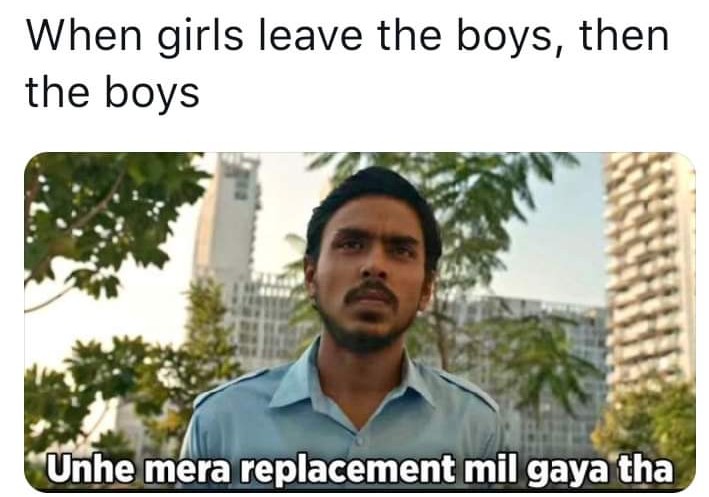 When girls leave the boys, then
the boys
Unhe mera replacement mil gaya tha